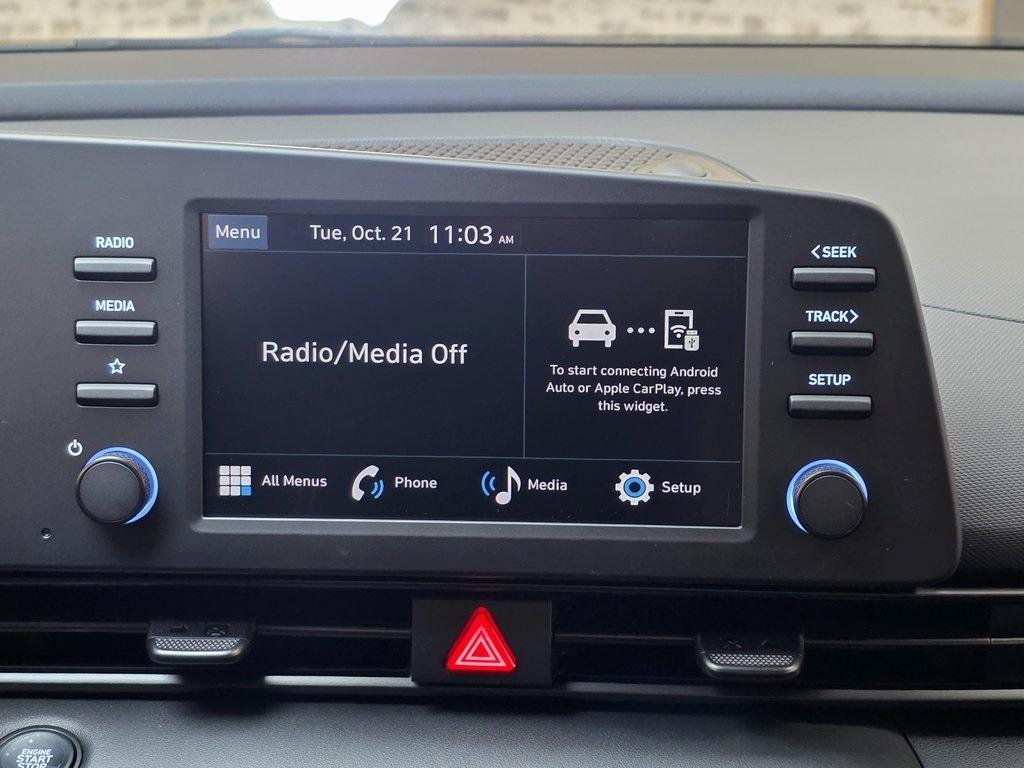 Menu Tue, Oct. 21 11:03 AM
RADIO
MEDIA
<SEEK
TRACK>
SETUP
Radio/Media Off
To start connecting Android
Auto or Apple CarPlay, press
this widget.
All Menus Phone Media Setup
ENGINE
START
STOP